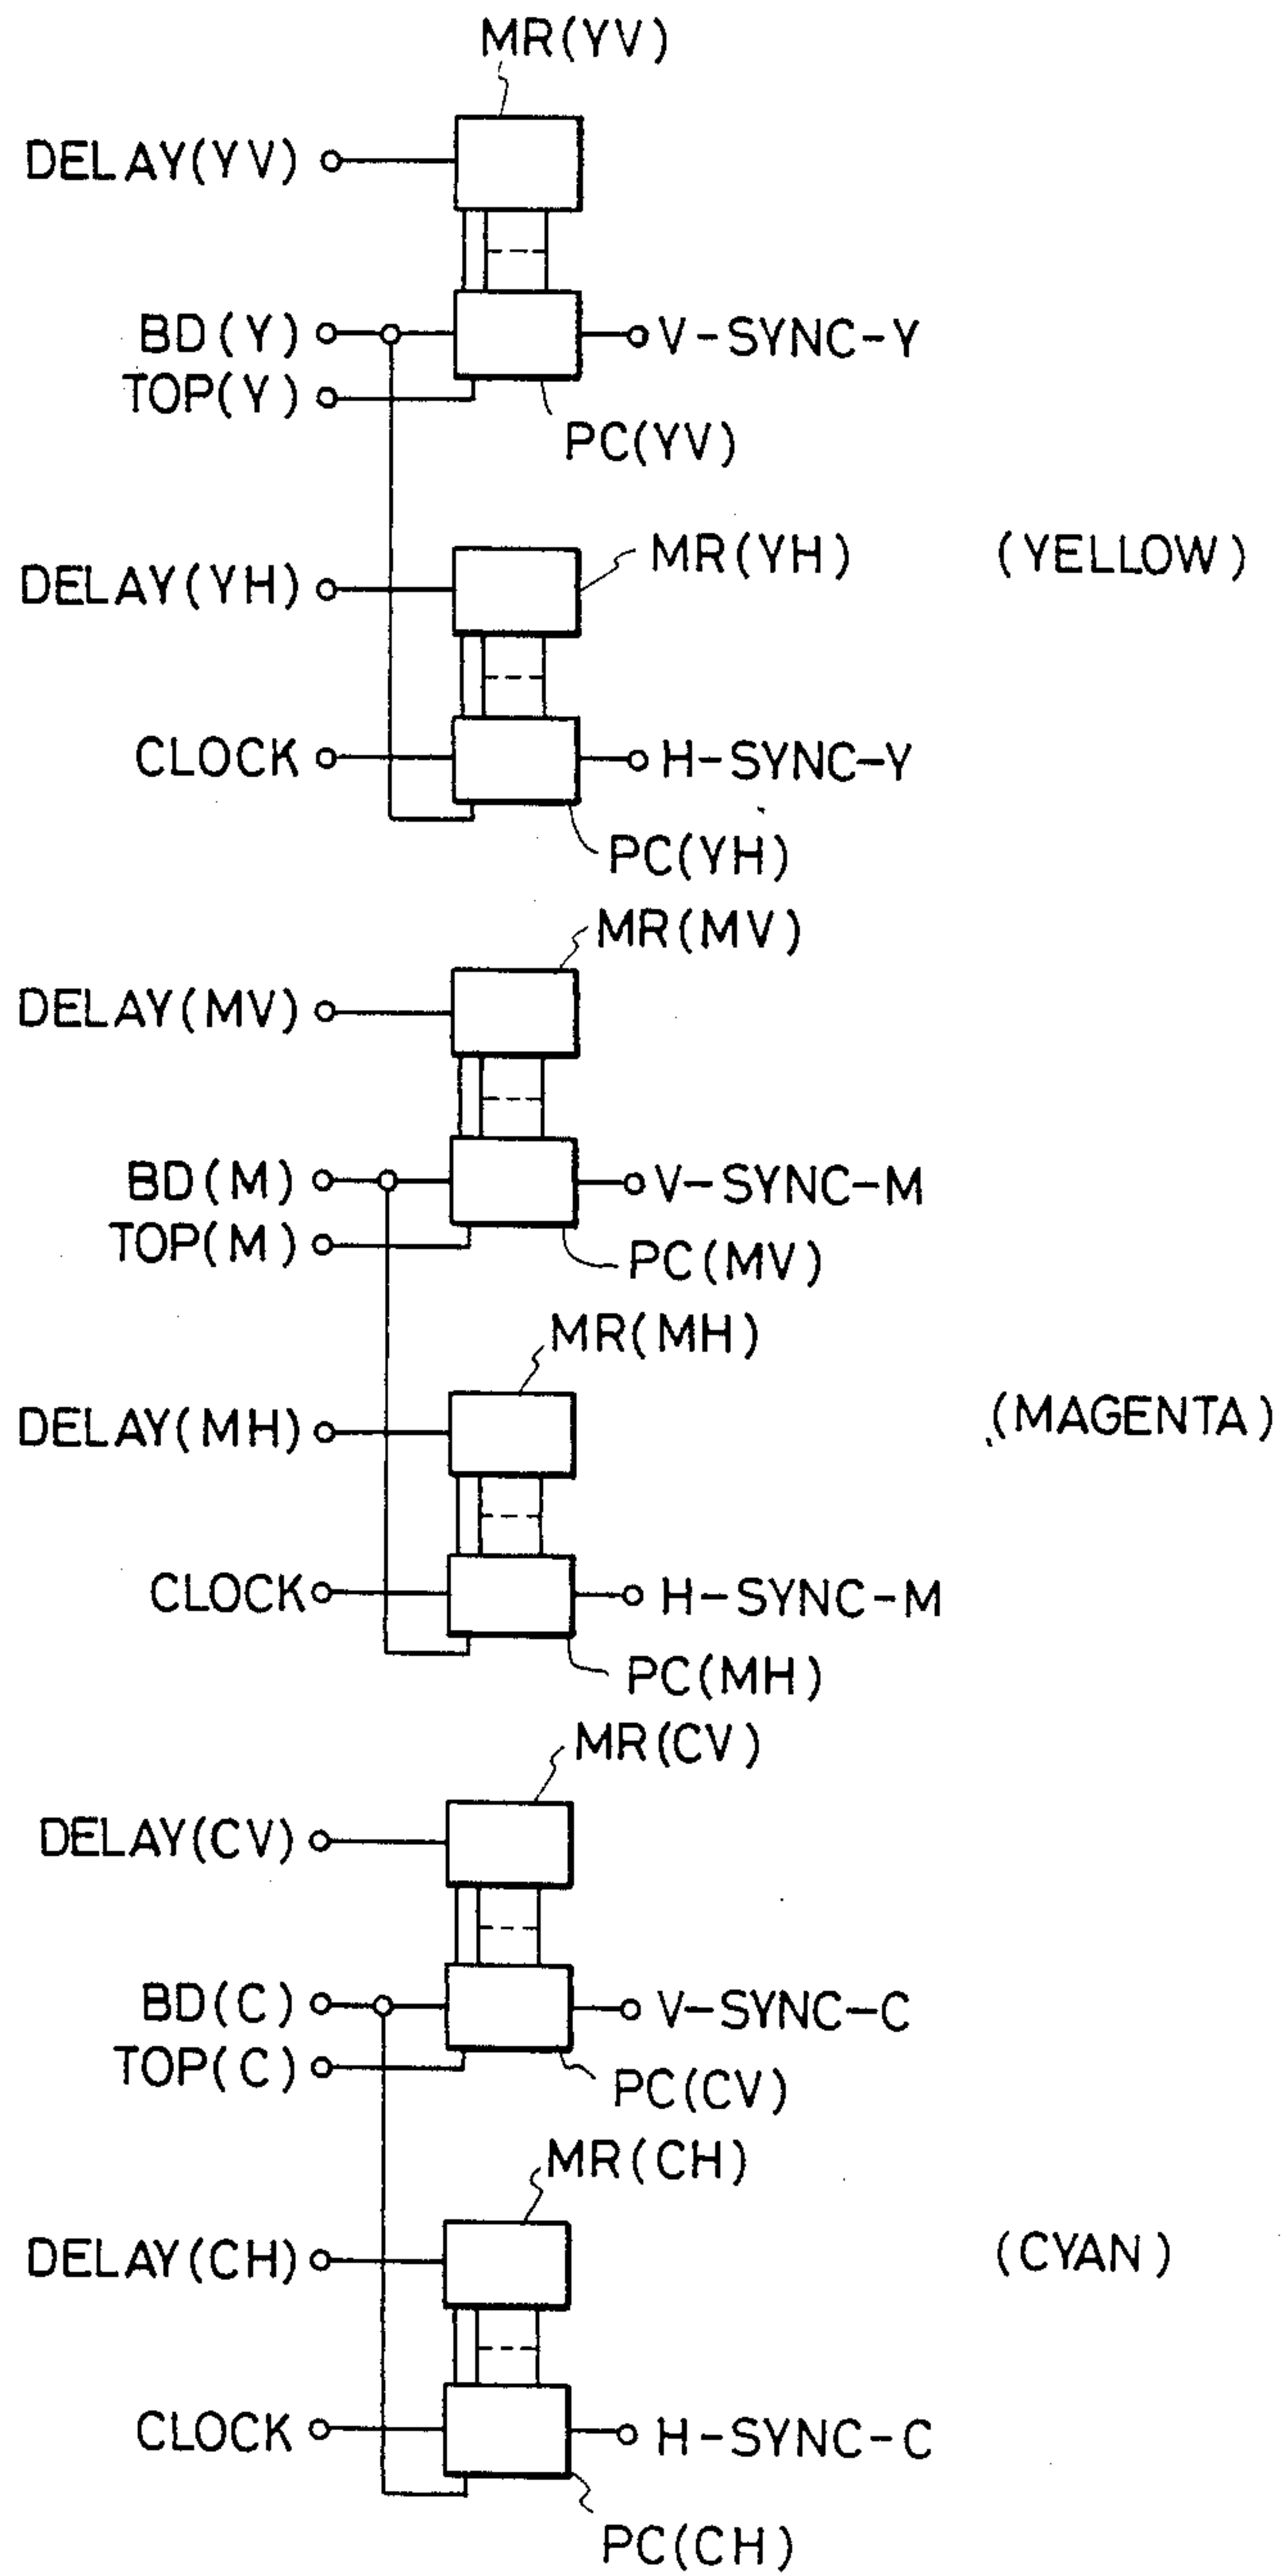 MR(YV)
DELAY(YV)
BD(Y)
V-SYNC-Y
TOP(Y)
PC(YV)
MR(YH)
(YELLOW)
DELAY(YH)
CLOCK
H-SYNC-Y
PC(YH)
MR(MV)
DELAY(MV)
BD(M)
V-SYNC-M
TOP(M)
PC(MV)
MR(MH)
DELAY(MH)
(MAGENTA)
CLOCK
H-SYNC-M
PC(MH)
MR(CV)
DELAY(CV)
BD(C)
V-SYNC-C
TOP(C)
PC(CV)
MR(CH)
DELAY(CH)
(CYAN)
CLOCK
H-SYNC-C
PC(CH)